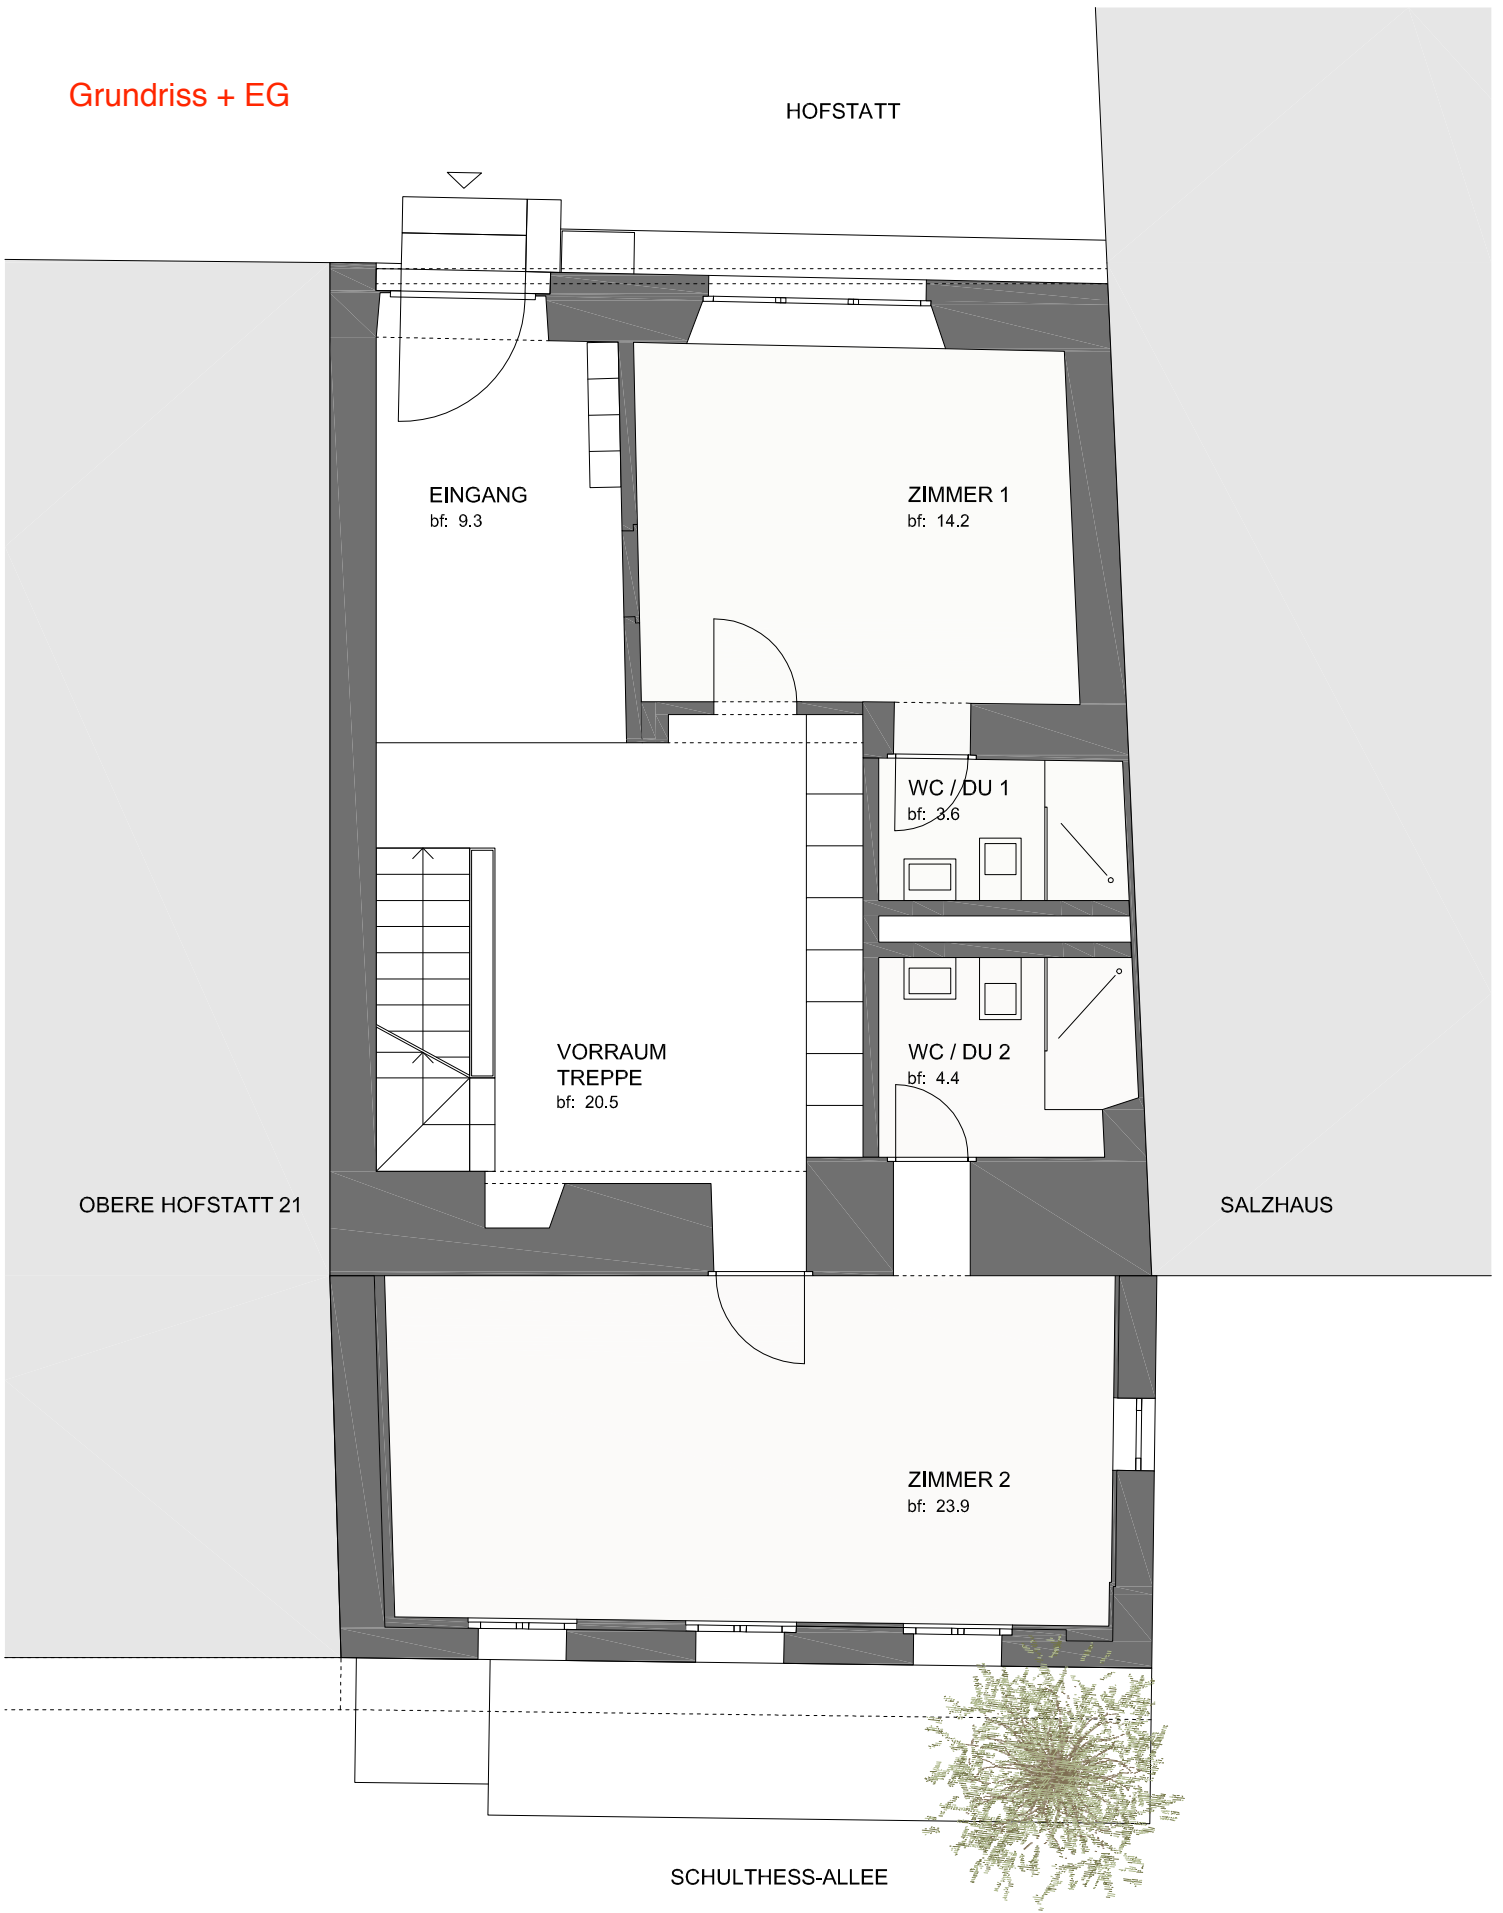 Grundriss + EG
HOFSTATT
EINGANG
bf: 9.3
ZIMMER 1
bf: 14.2
WC / DU 1
bf: 3.6
VORRAUM
TREPPE
bf: 20.5
WC / DU 2
bf: 4.4
OBERE HOFSTATT 21
SALZHAUS
ZIMMER 2
bf: 23.9
SCHULTHESS-ALLEE